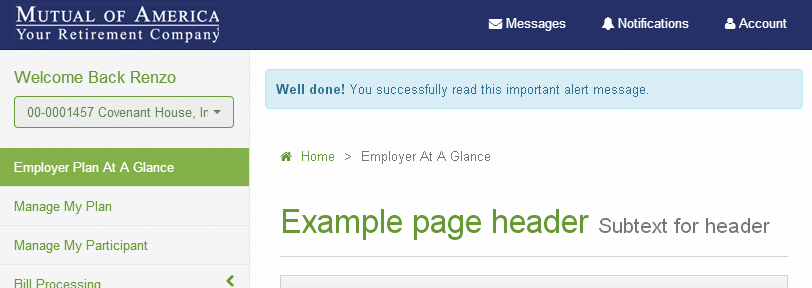 MUTUAL OF AMERICA
Your Retirement Company
Messages
Notifications
Account
Welcome Back Renzo
00-0001457 Covenant House, Ir
Well done! You successfully read this important alert message.
Home > Employer At A Glance
Employer Plan At A Glance
Manage My Plan
Manage My Participant
Bill Processing
Example page header Subtext for header